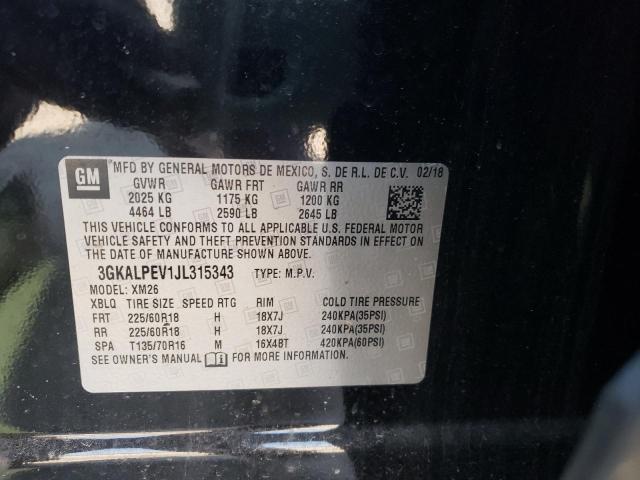 GM
MFD BY GENERAL MOTORS DE MEXICO, S. DE R.L. DE C.V. 02/18
GVWR GAWR FRT GAWR RR
2025 KG 1175 KG 1200 KG
4464 LB 2590 LB 2645 LB
THIS VEHICLE CONFORMS TO ALL APPLICABLE U.S. FEDERAL MOTOR
VEHICLE SAFETY AND THEFT PREVENTION STANDARDS IN EFFECT ON
THE DATE OF MANUFACTURE SHOWN ABOVE.
3GKALPEV1JL315343 TYPE: M.P.V.
MODEL: XM26
XBLQ TIRE SIZE SPEED RTG RIM COLD TIRE PRESSURE
FRT 225/60R18 H 18X7J 240KPA(35PSI)
RR 225/60R18 H 18X7J 240KPA(35PSI)
SPA T135/70R16 M 16X4BT 420KPA(60PSI)
SEE OWNER'S MANUAL FOR MORE INFORMATION